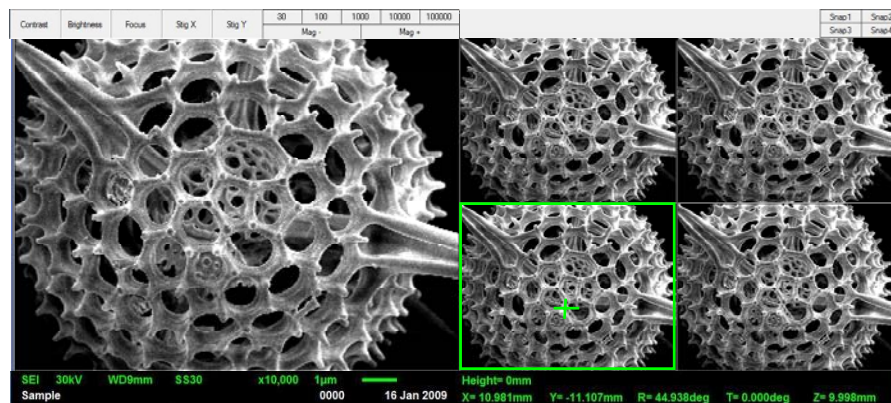 Contrast Brightness Focus Stig X Stig Y 30 100 1000 10000 100000
Mag - Mag +
Snap1 Snap2
Snap3 Snap4
SEI 30kV WD9mm SS30 x10,000 1µm
Sample 0000 16 Jan 2009
Height= 0mm
X= 10.981mm Y= -11.107mm R= 44.938deg T= 0.000deg Z= 9.998mm